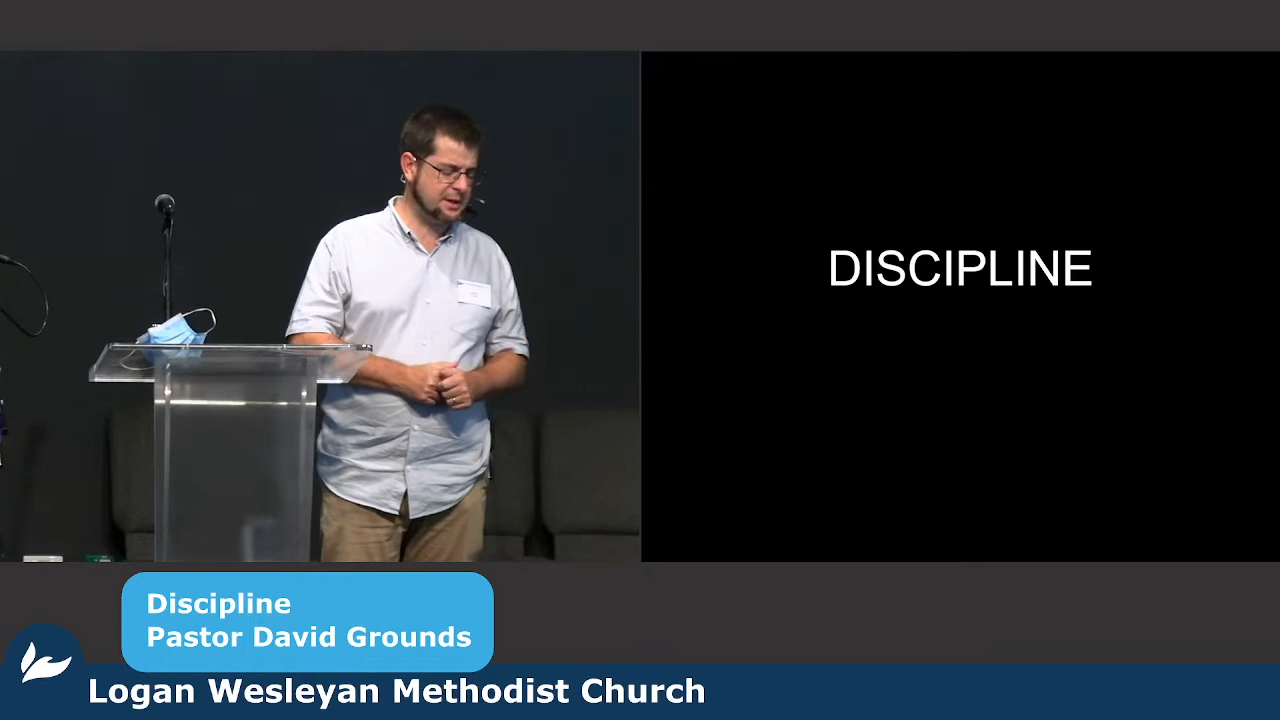 DISCIPLINE
Discipline
Pastor David Grounds
Logan Wesleyan Methodist Church